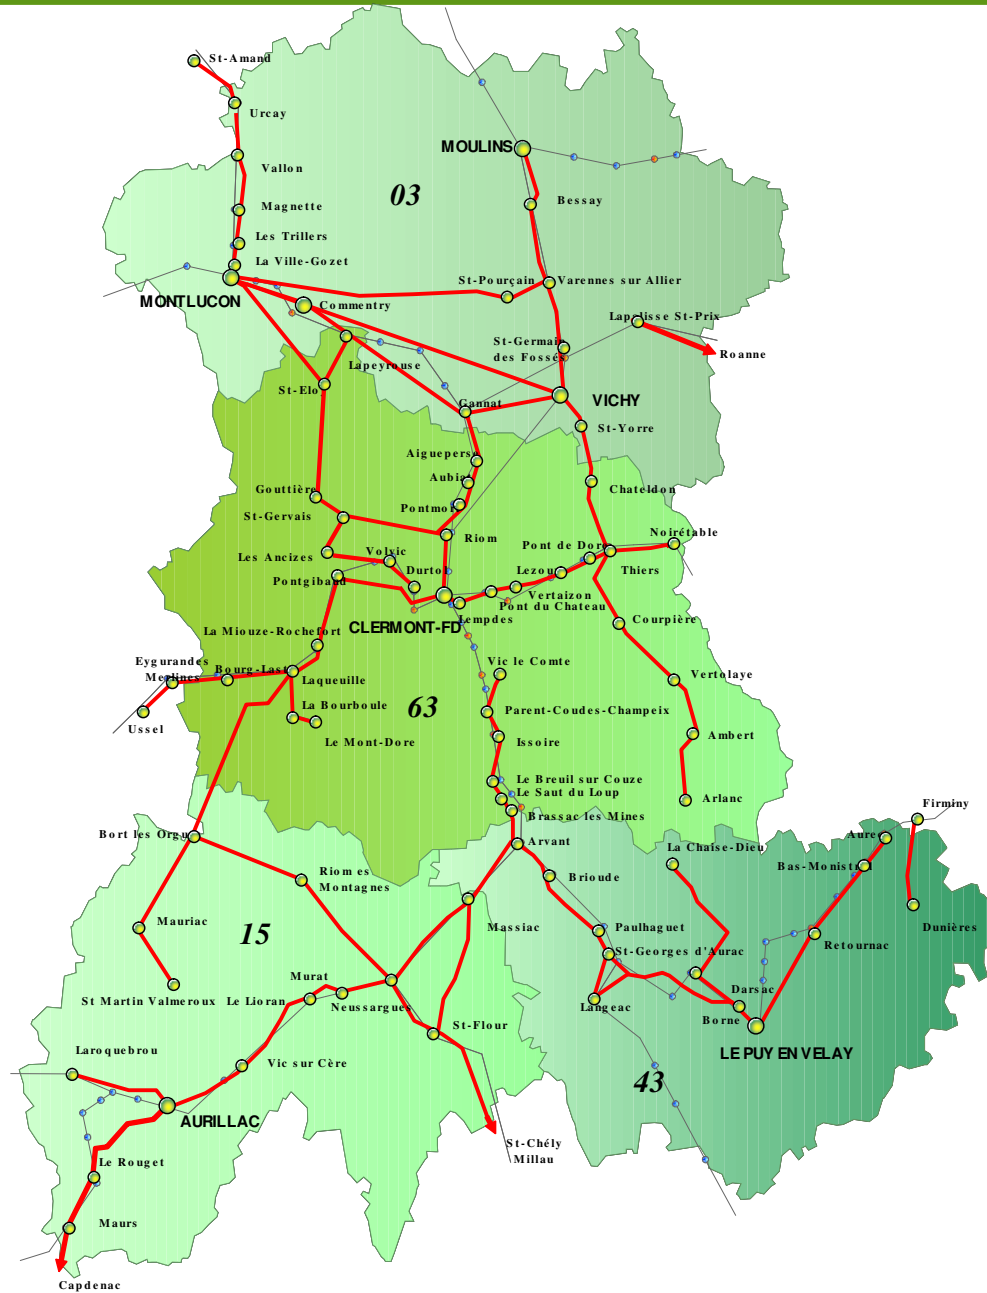 St-Amand
Urcay
MOULINS
Vallon
03
Bessay
Magnette
Les Trillers
La Ville-Gozet
St-Pourçain
Varennes sur Allier
MONTLUCON
Commentry
Lapalisse St-Prix
St-Germain
des Fossés
Roanne
Lapeyrouse
St-Eloi
Gannat
VICHY
St-Yorre
Aigueperse
Aubiat
Gouttière
Chateldon
Pontmort
St-Gervais
Riom
Noirétable
Pont de Dore
Les Ancizes
Volvic
Durtol
Lezoux
Thiers
Pontgibaud
Vertaizon
Pont du Chateau
Lempdes
CLERMONT-FD
Courpière
La Miouze-Rochefort
Eygurandes
Merlines
Bourg-Last
Laqueuille
Vic le Comte
Vertolaye
La Bourboule
63
Parent-Coudes-Champeix
Ussel
Le Mont-Dore
Issoire
Ambert
Le Breuil sur Couze
Le Saut du Loup
Arlanc
Firminy
Brassac les Mines
Bort les Orgues
Arvant
La Chaise-Dieu
Aurec
Riom es
Montagnes
Brioude
Bas-Monistrol
Mauriac
15
Massiac
Paulhaguet
Dunières
Retournac
St-Georges d'Aurac
Murat
St Martin Valmeroux
Le Lioran
Neussargues
Langeac
Darsac
Borne
St-Flour
Laroquebrou
LE PUY EN VELAY
Vic sur Cère
43
AURILLAC
St-Chély
Millau
Le Rouget
Maurs
Capdenac